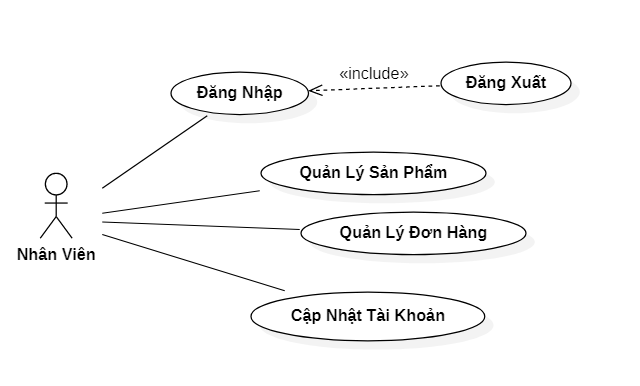 «include»
Đăng Nhập
Đăng Xuất
Quản Lý Sản Phẩm
Quản Lý Đơn Hàng
Nhân Viên
Cập Nhật Tài Khoản